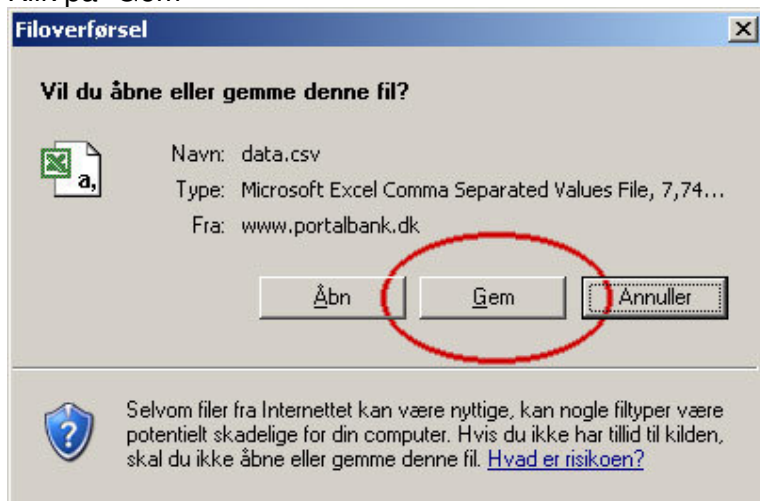 Klik på "Gem"
Filoverførsel
Vil du åbne eller gemme denne fil?
a,
Navn: data.csv
Type: Microsoft Excel Comma Separated Values File, 7,74...
Fra: www.portalbank.dk
Åbn Gem Annuller
Selvom filer fra Internettet kan være nyttige, kan nogle filtyper være
potentielt skadelige for din computer. Hvis du ikke har tillid til kilden,
skal du ikke åbne eller gemme denne fil. Hvad er risikoen?